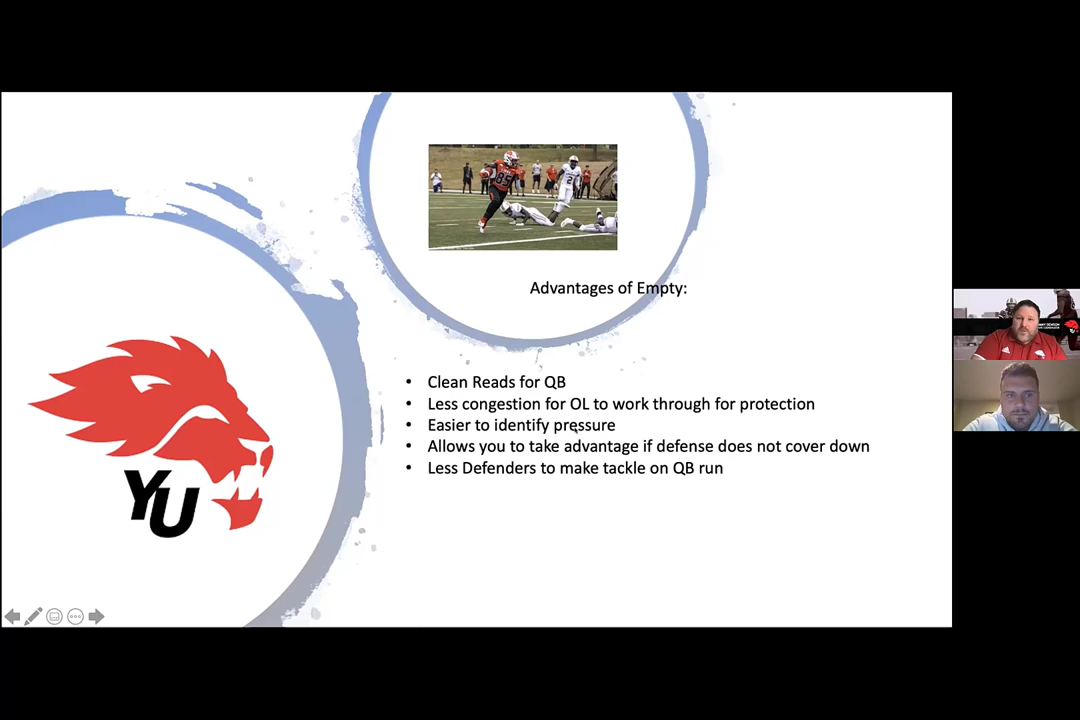 85
2
Advantages of Empty:
• Clean Reads for QB
• Less congestion for OL to work through for protection
• Easier to identify pressure
• Allows you to take advantage if defense does not cover down
• Less Defenders to make tackle on QB run
YU